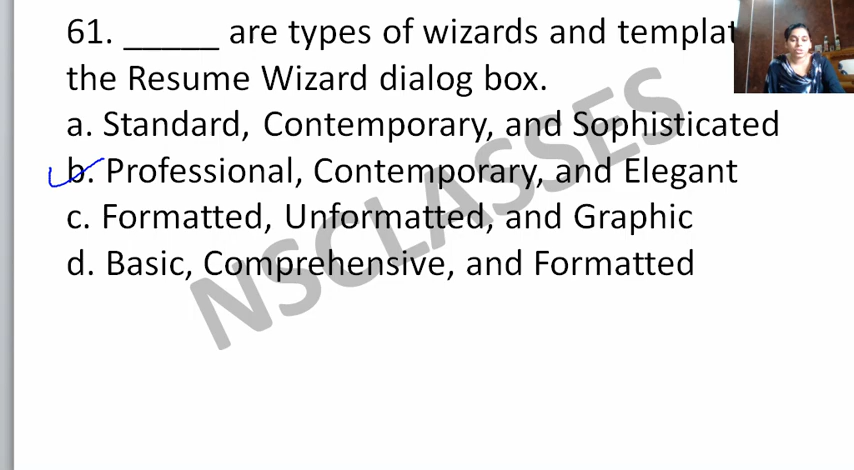 61. _____ are types of wizards and templat
the Resume Wizard dialog box.
a. Standard, Contemporary, and Sophisticated
b. Professional, Contemporary, and Elegant
c. Formatted, Unformatted, and Graphic
d. Basic, Comprehensive, and Formatted
NSCLASSES